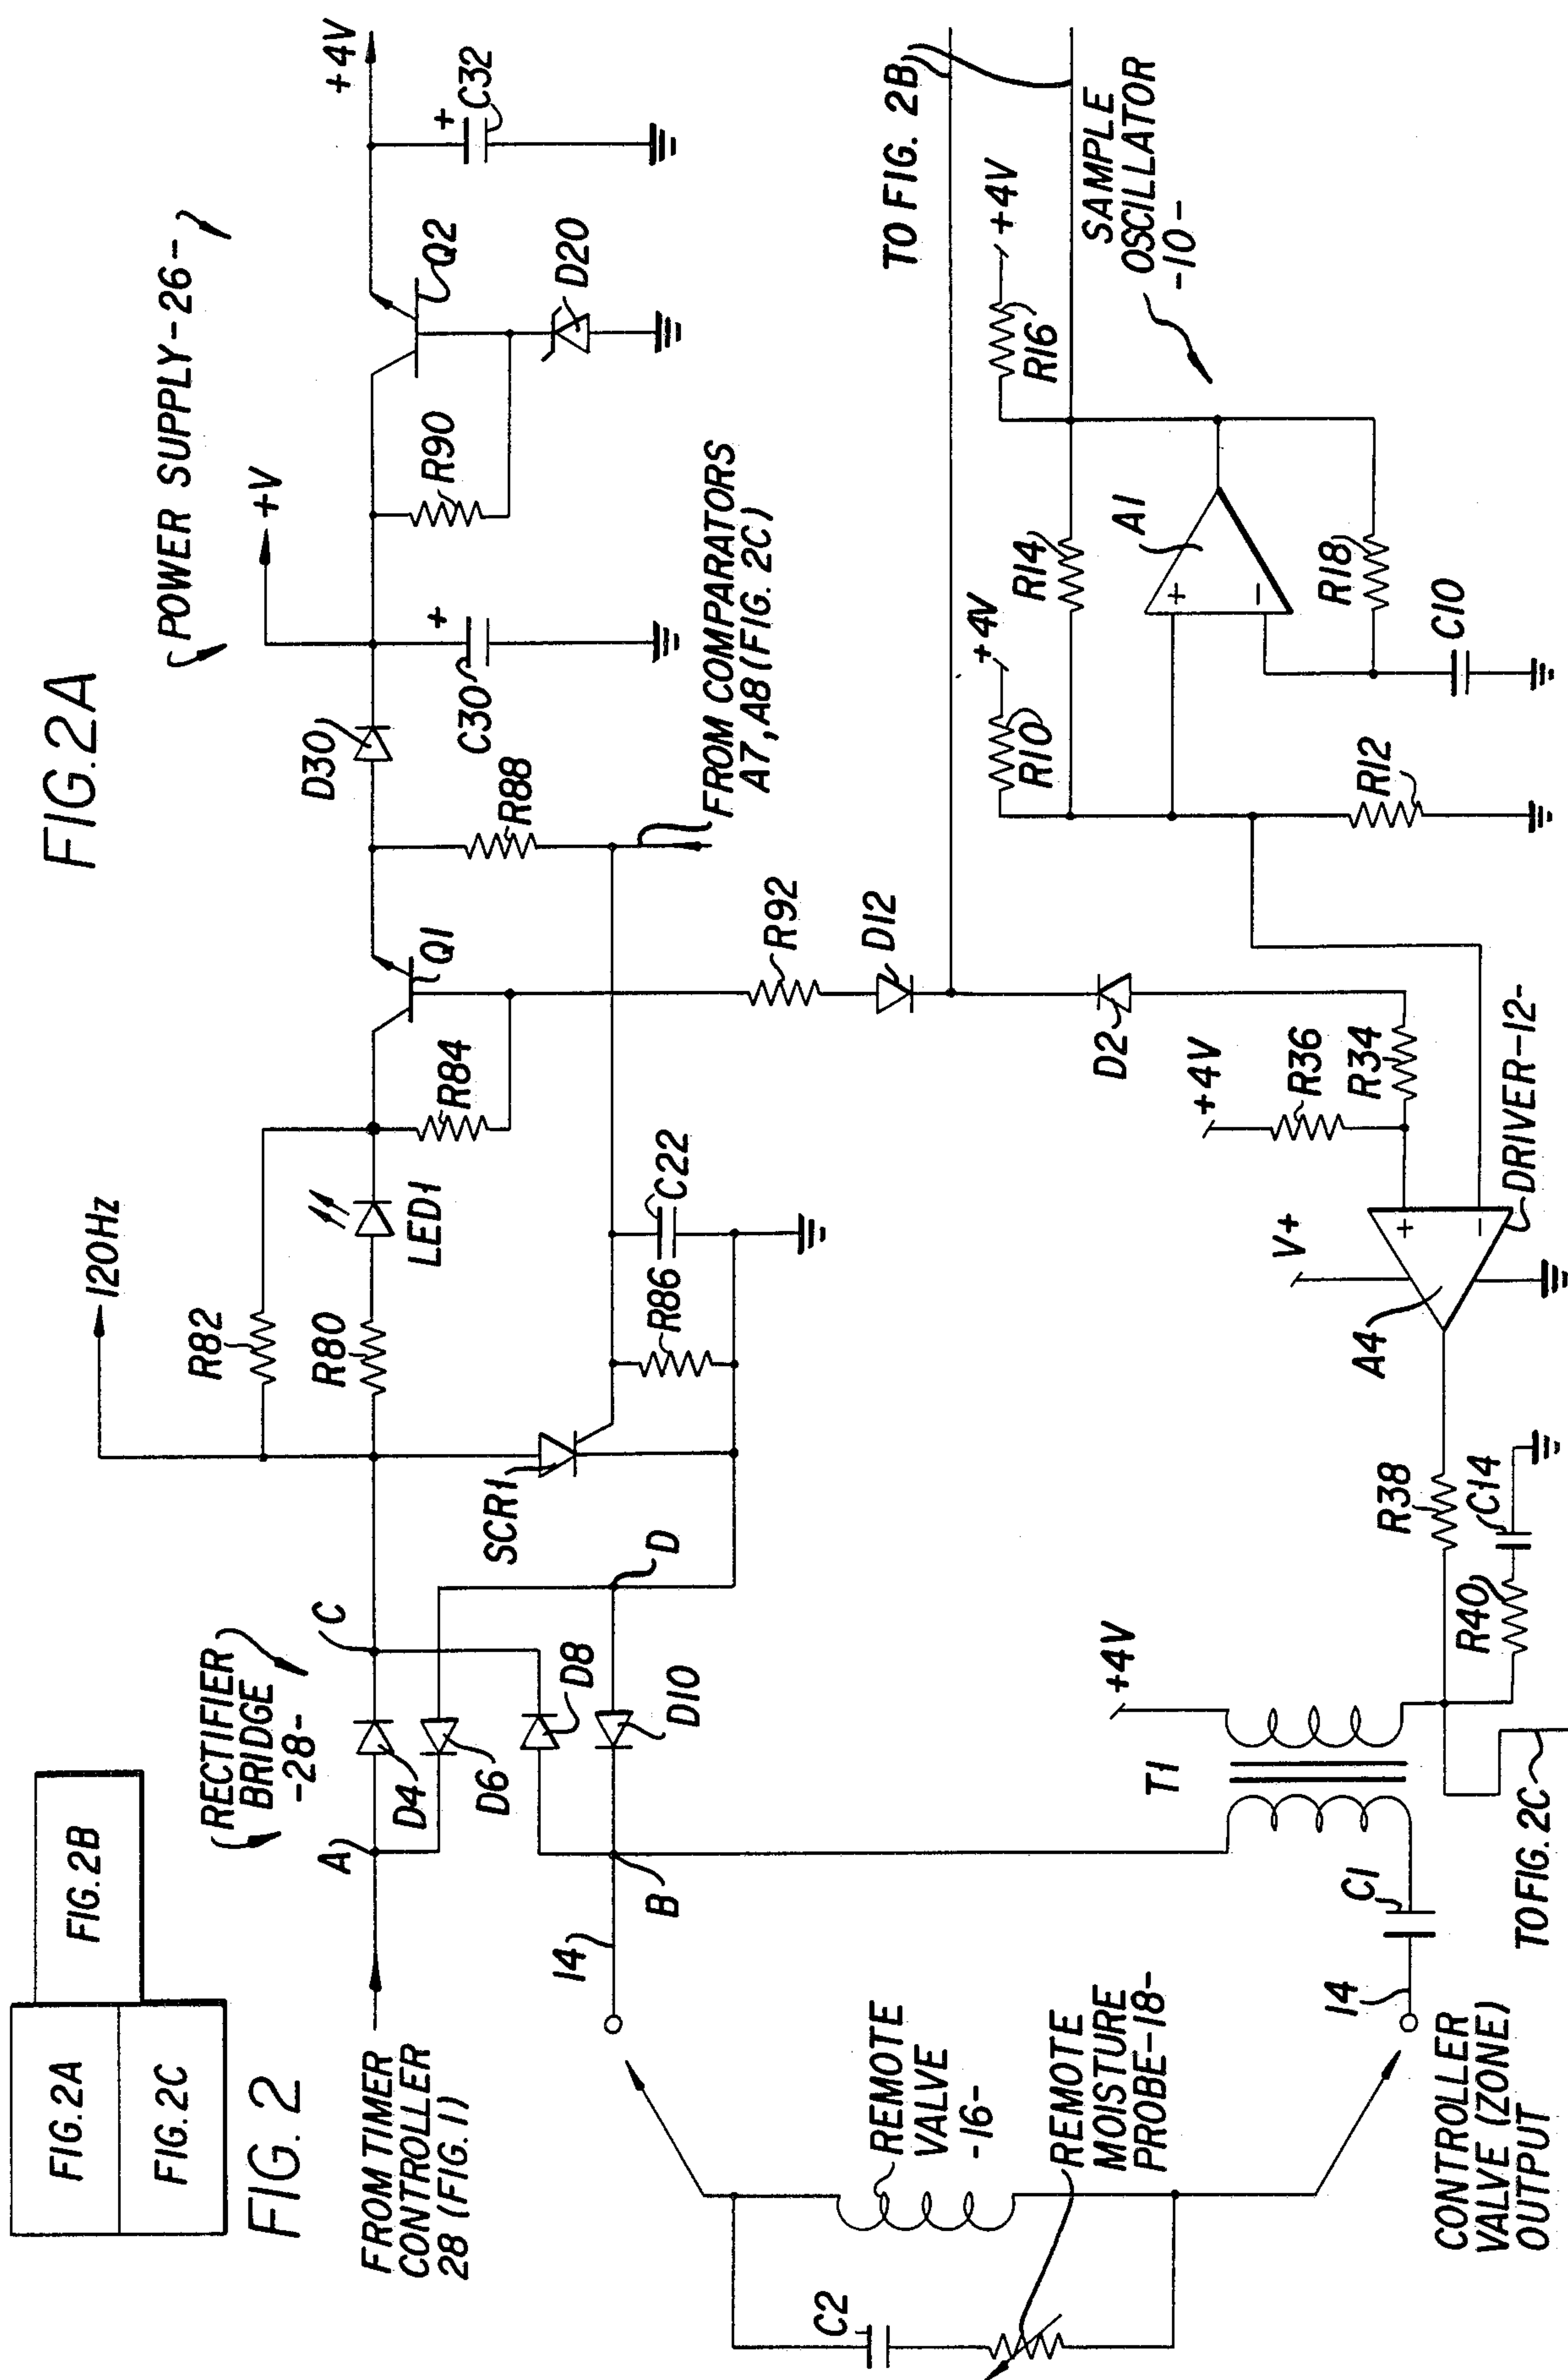 FIG.2A
FIG.2B
FIG.2C
FIG. 2
FIG.2A
POWER SUPPLY-26-
120Hz
+V
+4V
R82
R80
LED1
R84
Q1
D30
C30
+
R90
Q2
D20
+
C32
R88
FROM COMPARATORS
A7, A8 (FIG. 2C)
RECTIFIER
BRIDGE
-28-
A
C
D4
D6
D8
D10
D
B
SCR1
R86
C22
FROM TIMER
CONTROLLER
28 (FIG.1)
14
R92
D12
D2
TO FIG. 2B
REMOTE
VALVE
-16-
REMOTE
MOISTURE
PROBE-18-
C2
14
CONTROLLER
VALVE (ZONE)
OUTPUT
C1
T1
+4V
TO FIG. 2C
R40
C14
R38
A4
V+
+
-
DRIVER-12-
+4V
R36
R34
+4V
R10
R14
R12
+4V
R16
A1
+
-
R18
C10
SAMPLE
OSCILLATOR
-10-